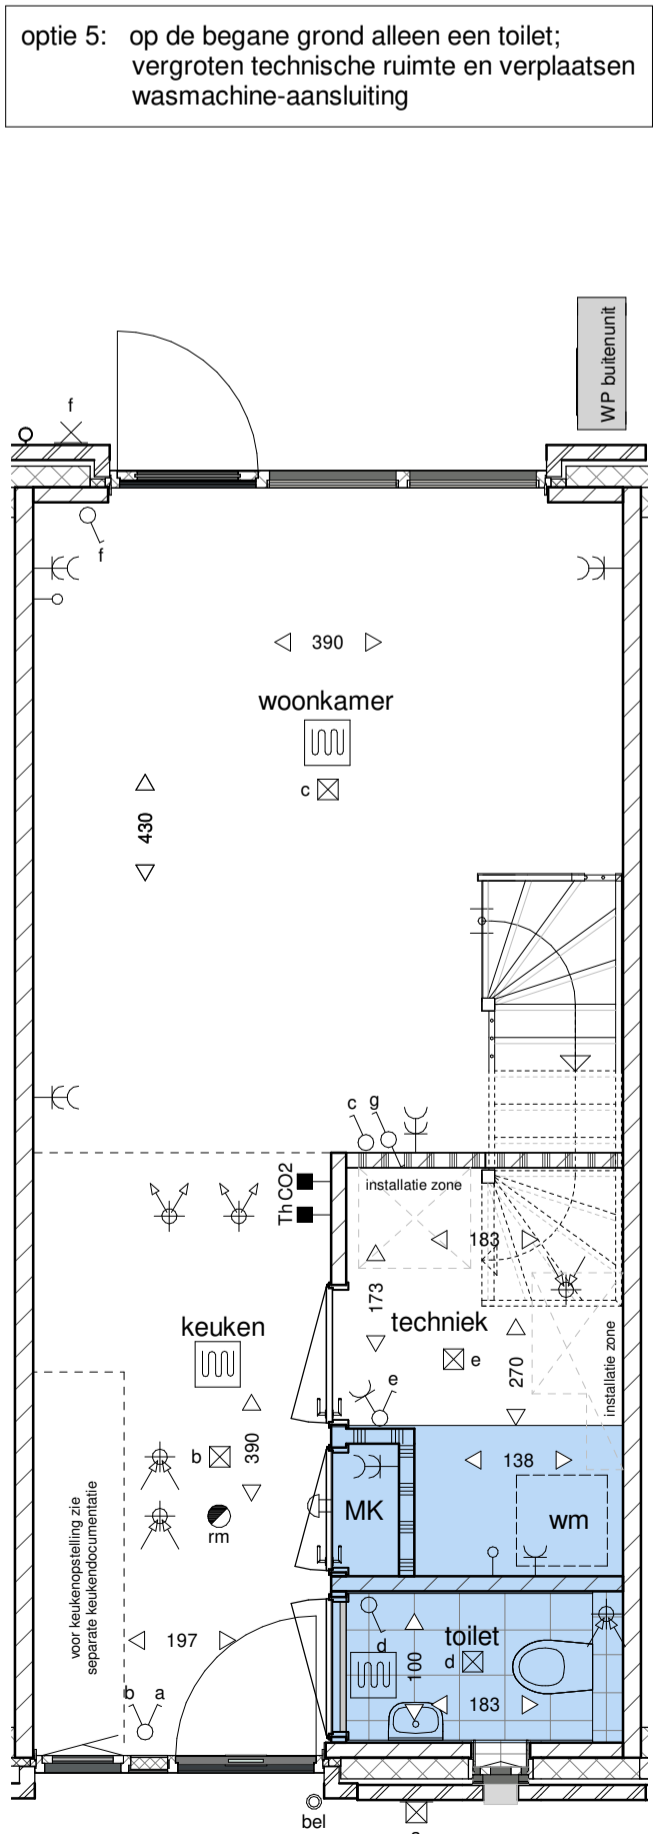 optie 5: op de begane grond alleen een toilet;
vergroten technische ruimte en verplaatsen
wasmachine-aansluiting
WP buitenunit
f
f
390
woonkamer
c
430
c g
CO2
Th
installatie zone
183
173
techniek
keuken
e
270
installatie zone
e
390
b
138
MK
wm
rm
voor keukenopstelling zie
separate keukendocumentatie
d
toilet
197
100
d
183
b a
bel